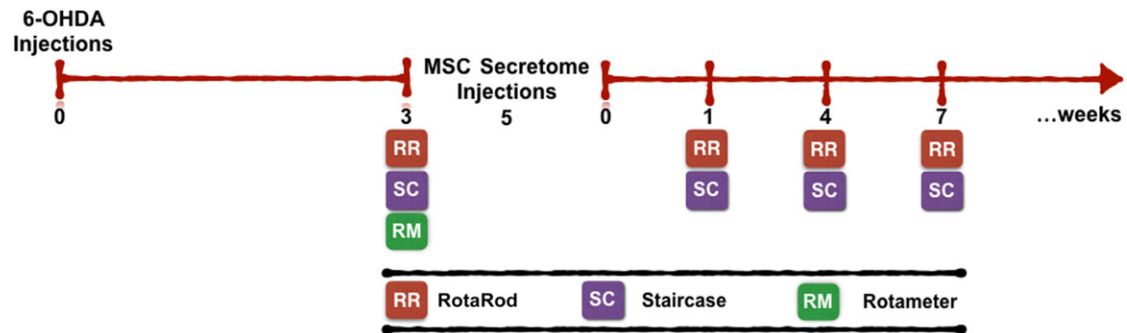 6-OHDA
Injections
MSC Secretome
Injections
0 3 5 0 1 4 7 ...weeks
RR RR RR RR
SC SC SC SC
RM
RR RotaRod SC Staircase RM Rotameter